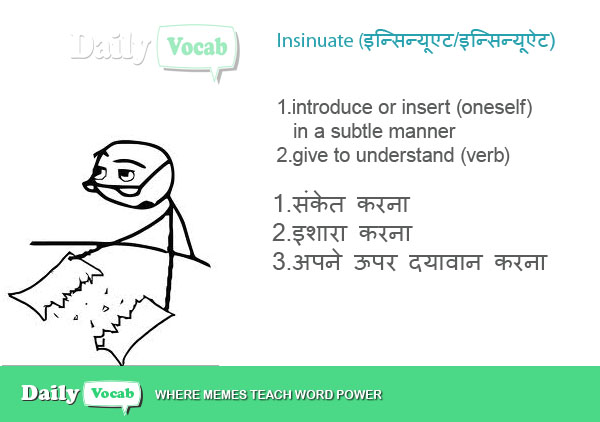 Daily Vocab
Insinuate (इन्सिन्यूएट/इन्सिन्यूऐट)
1.introduce or insert (oneself)
in a subtle manner
2.give to understand (verb)
1.संकेत करना
2.इशारा करना
3.अपने ऊपर दयावान करना
Daily Vocab WHERE MEMES TEACH WORD POWER